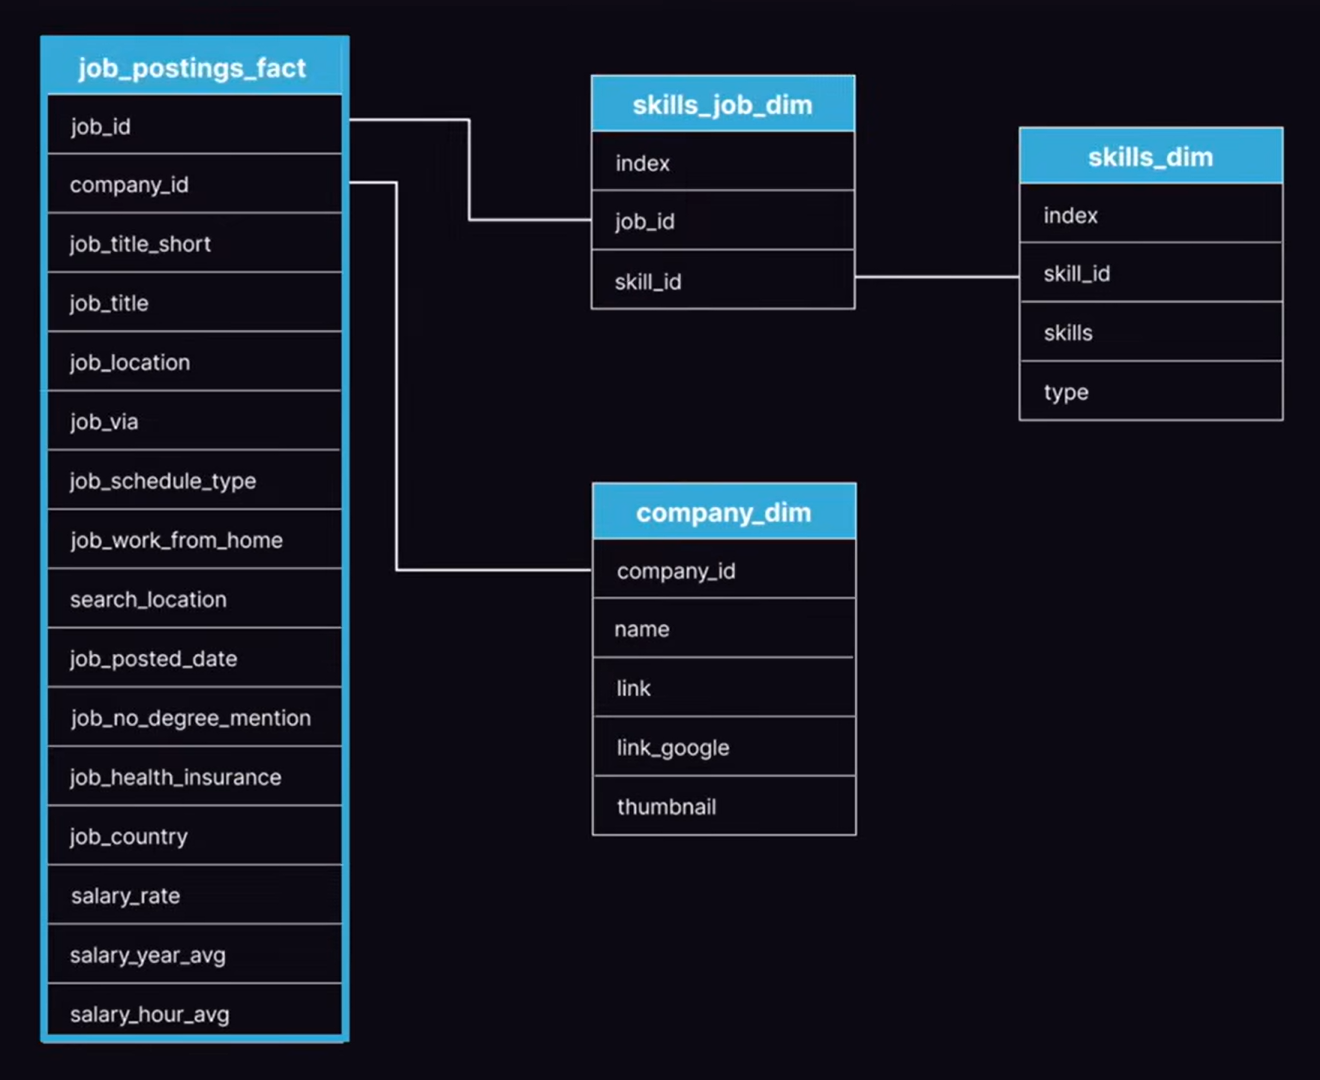 job_postings_fact
job_id
company_id
job_title_short
job_title
job_location
job_via
job_schedule_type
job_work_from_home
search_location
job_posted_date
job_no_degree_mention
job_health_insurance
job_country
salary_rate
salary_year_avg
salary_hour_avg
skills_job_dim
index
job_id
skill_id
skills_dim
index
skill_id
skills
type
company_dim
company_id
name
link
link_google
thumbnail